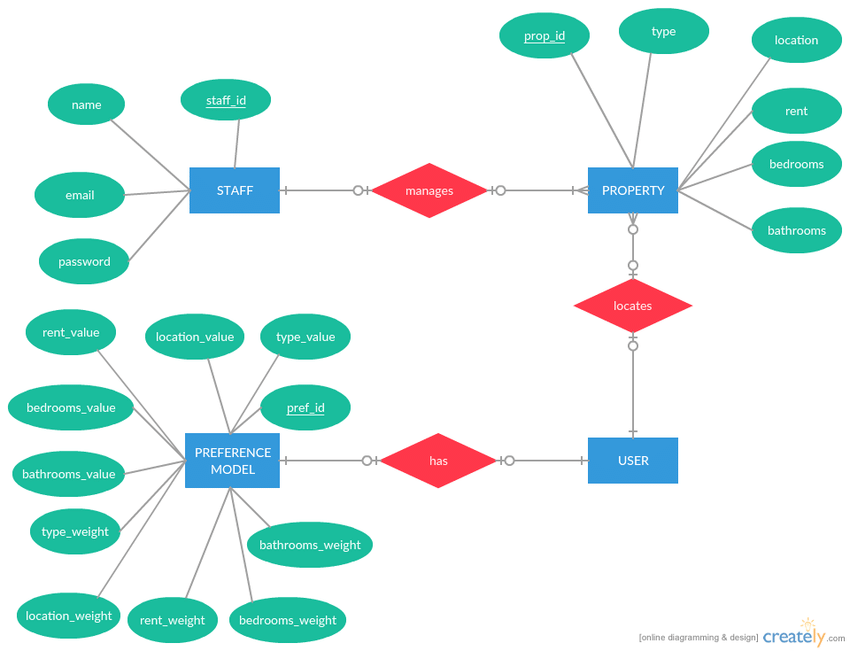 prop_id
type
location
name
staff_id
rent
bedrooms
STAFF
manages
PROPERTY
email
bathrooms
password
locates
rent_value
location_value
type_value
bedrooms_value
pref_id
PREFERENCE
MODEL
has
USER
bathrooms_value
type_weight
bathrooms_weight
location_weight
rent_weight
bedrooms_weight
[online diagramming & design] creately.com